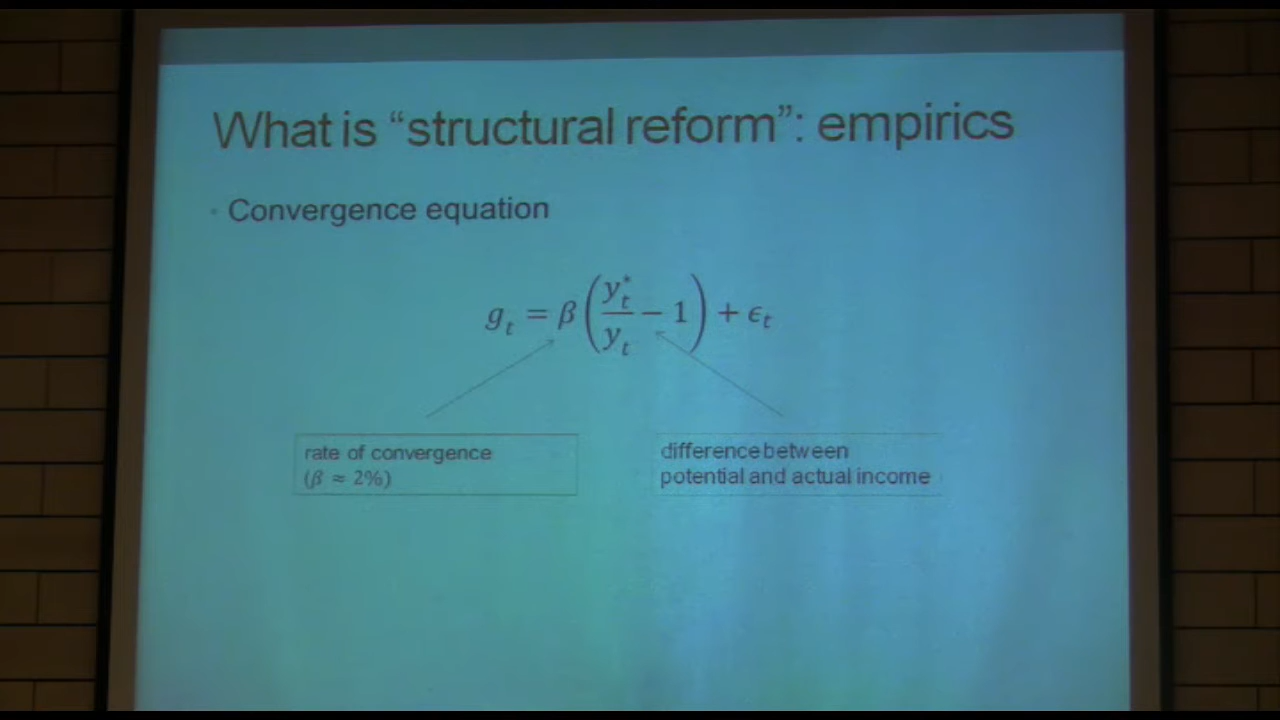 What is “structural reform”: empirics
• Convergence equation
g_t = β (y_t^*/y_t − 1) + ϵ_t
rate of convergence
(β ≈ 2%)
difference between
potential and actual income